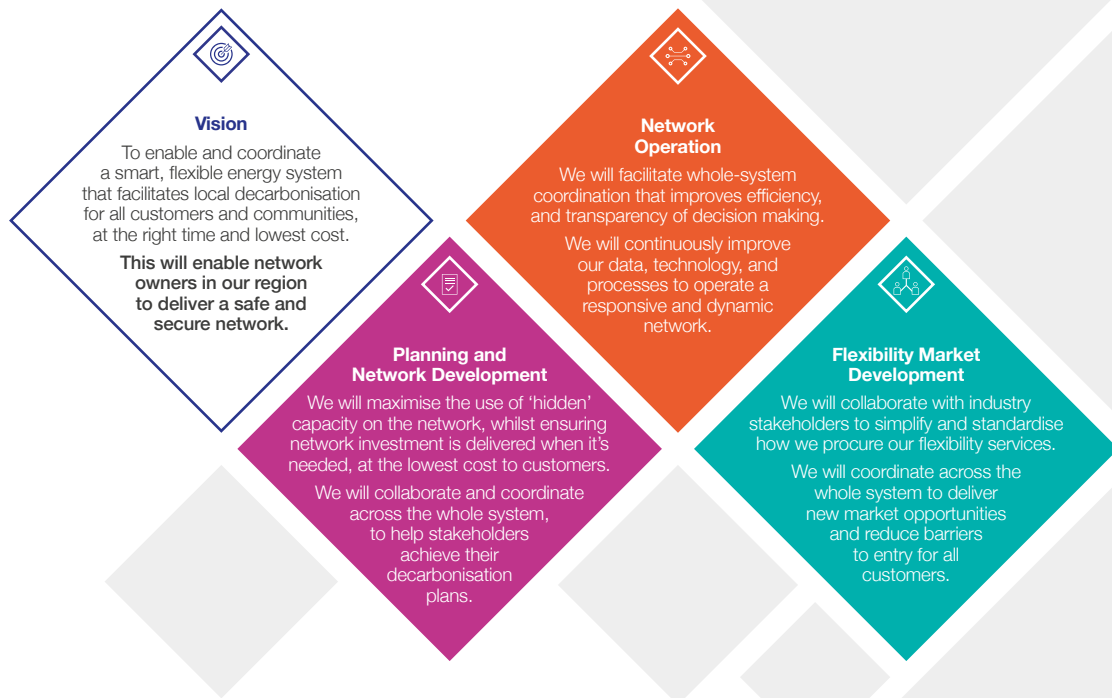 Vision
To enable and coordinate
a smart, flexible energy system
that facilitates local decarbonisation
for all customers and communities,
at the right time and lowest cost.
This will enable network
owners in our region
to deliver a safe and
secure network.
Planning and
Network Development
We will maximise the use of ‘hidden’
capacity on the network, whilst ensuring
network investment is delivered when it’s
needed, at the lowest cost to customers.
We will collaborate and coordinate
across the whole system,
to help stakeholders
achieve their
decarbonisation
plans.
Network
Operation
We will facilitate whole-system
coordination that improves efficiency,
and transparency of decision making.
We will continuously improve
our data, technology, and
processes to operate a
responsive and dynamic
network.
Flexibility Market
Development
We will collaborate with industry
stakeholders to simplify and standardise
how we procure our flexibility services.
We will coordinate across the
whole system to deliver
new market opportunities
and reduce barriers
to entry for all
customers.